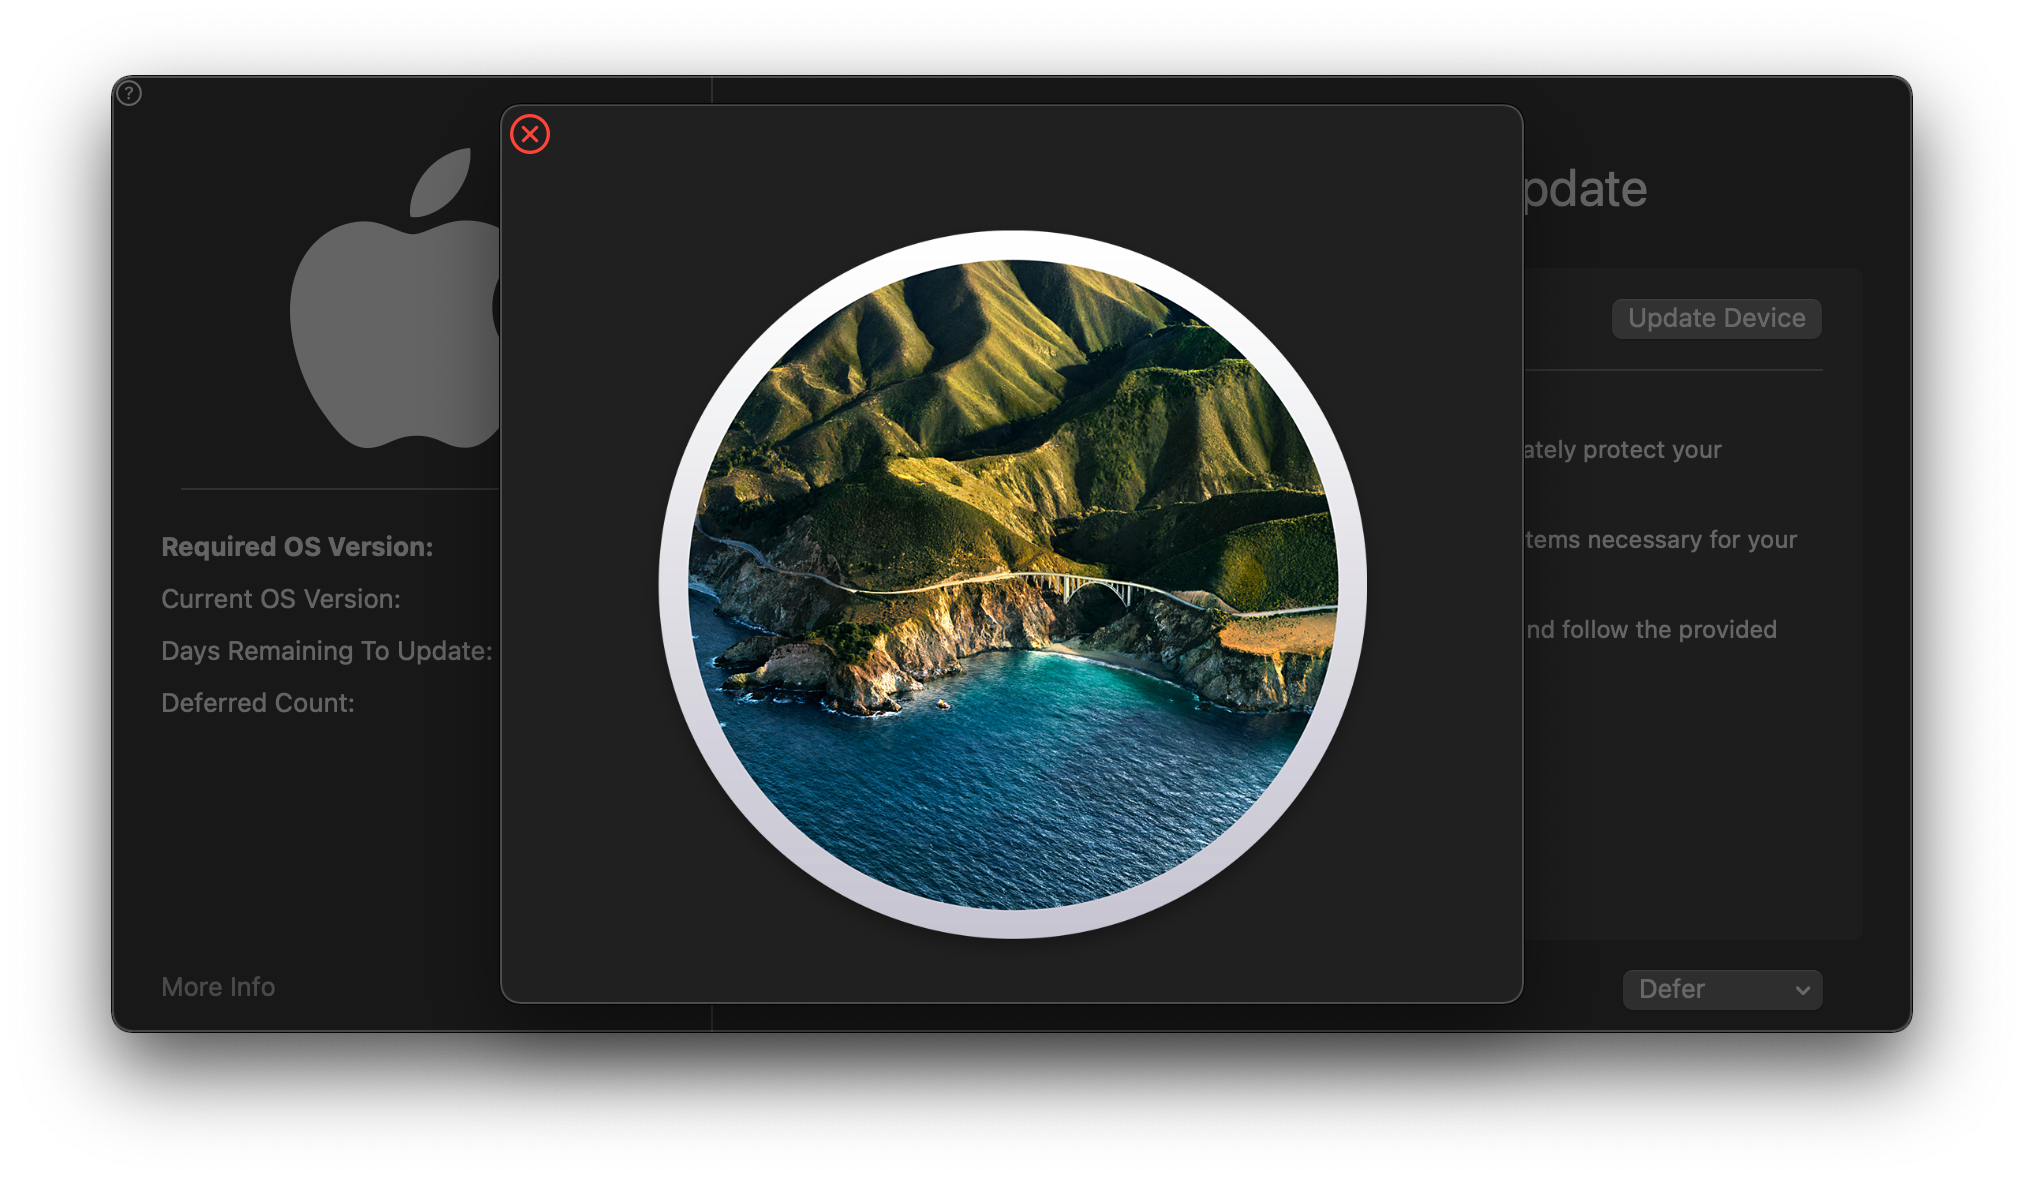 ?
pdate
Update Device
ately protect your
Required OS Version:
tems necessary for your
Current OS Version:
nd follow the provided
Days Remaining To Update:
Deferred Count:
More Info
Defer